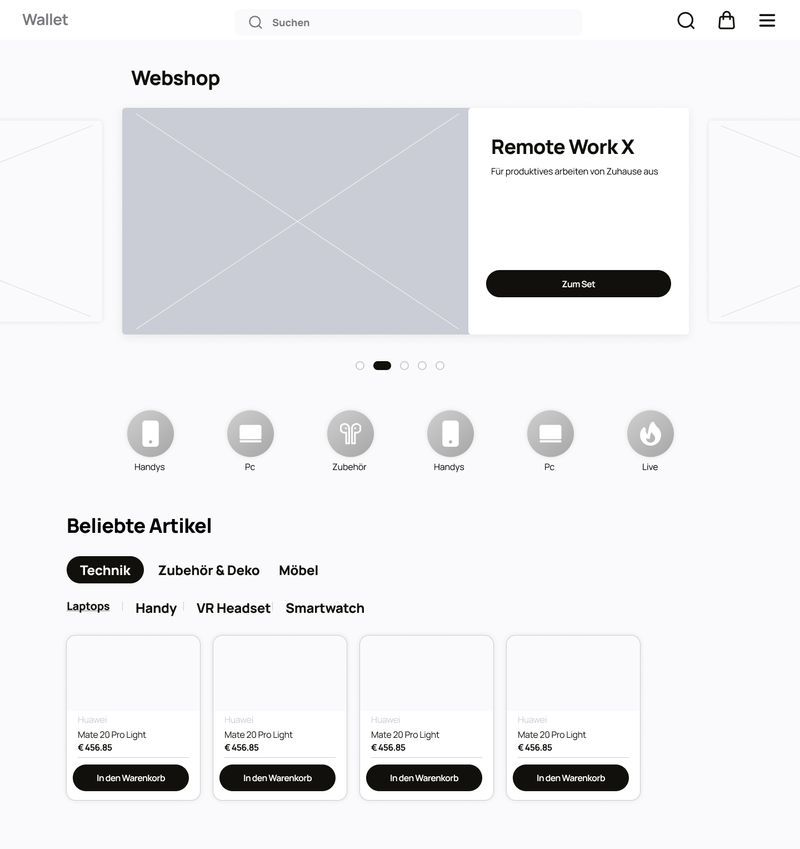 Wallet
Suchen
Webshop
Remote Work X
Für produktives arbeiten von Zuhause aus
Zum Set
Handys
Pc
Zubehör
Handys
Pc
Live
Beliebte Artikel
Technik
Zubehör & Deko
Möbel
Laptops
Handy
VR Headset
Smartwatch
Huawei
Mate 20 Pro Light
€ 456.85
In den Warenkorb
Huawei
Mate 20 Pro Light
€ 456.85
In den Warenkorb
Huawei
Mate 20 Pro Light
€ 456.85
In den Warenkorb
Huawei
Mate 20 Pro Light
€ 456.85
In den Warenkorb